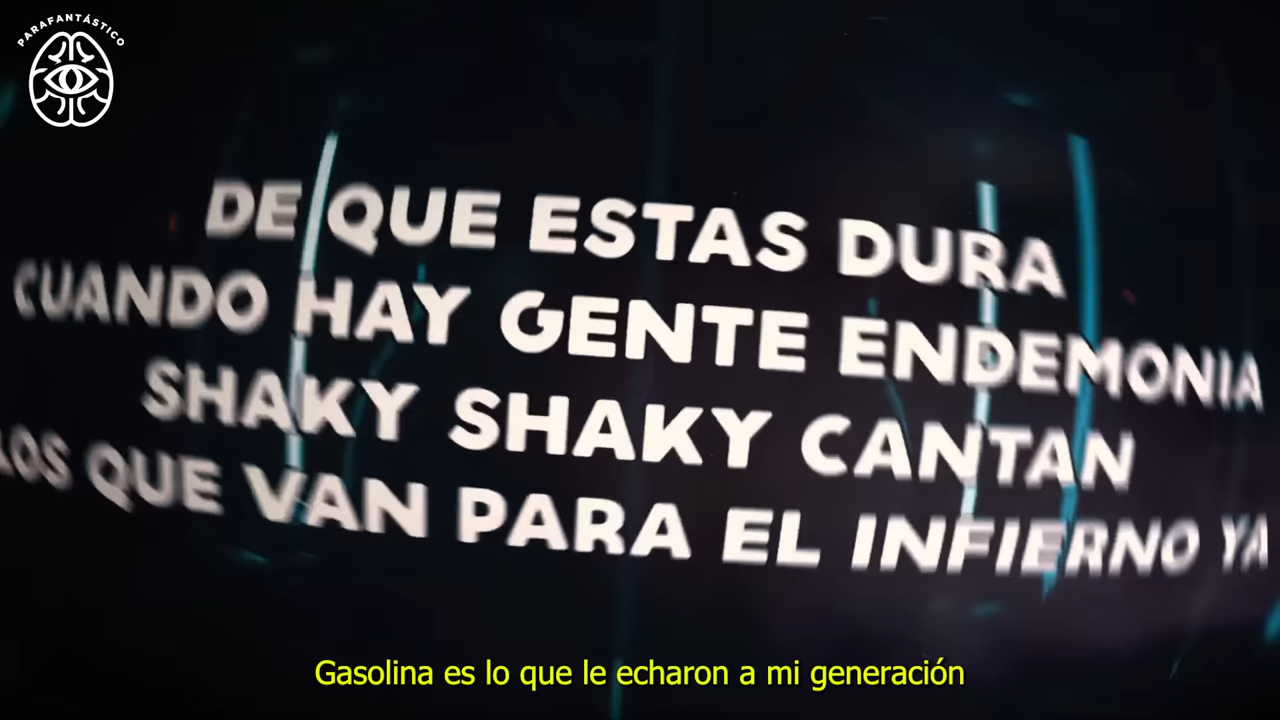 PARAFANTÁSTICO
DE QUE ESTAS DURA
CUANDO HAY GENTE ENDEMONIA
SHAKY SHAKY CANTAN
LOS QUE VAN PARA EL INFIERNO YA
Gasolina es lo que le echaron a mi generación